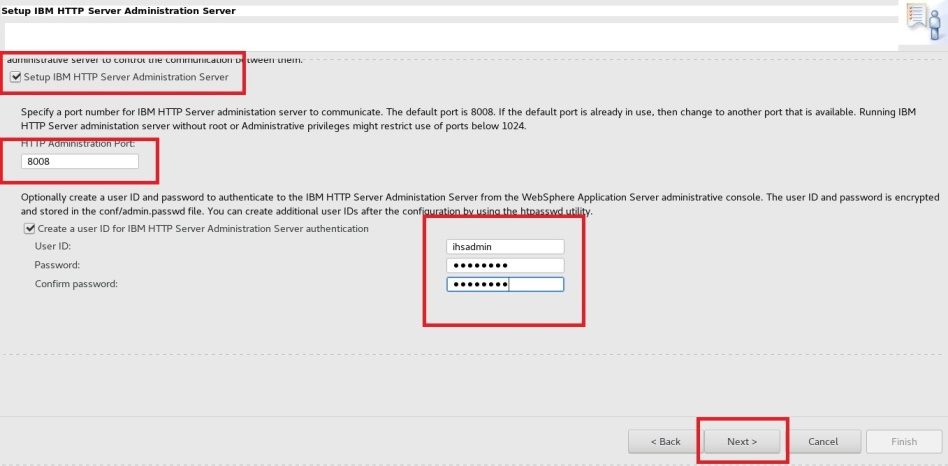 Setup IBM HTTP Server Administration Server
administrative server to control the communication between them.
Setup IBM HTTP Server Administration Server
Specify a port number for IBM HTTP Server administation server to communicate. The default port is 8008. If the default port is already in use, then change to another port that is available. Running IBM
HTTP Server administation server without root or Administrative privileges might restrict use of ports below 1024.
HTTP Administration Port:
8008
Optionally create a user ID and password to authenticate to the IBM HTTP Server Administation Server from the WebSphere Application Server administrative console. The user ID and password is encrypted
and stored in the conf/admin.passwd file. You can create additional user IDs after the configuration by using the htpasswd utility.
Create a user ID for IBM HTTP Server Administration Server authentication
User ID: ihsadmin
Password: ●●●●●●●●
Confirm password: ●●●●●●●●
< Back Next > Cancel Finish